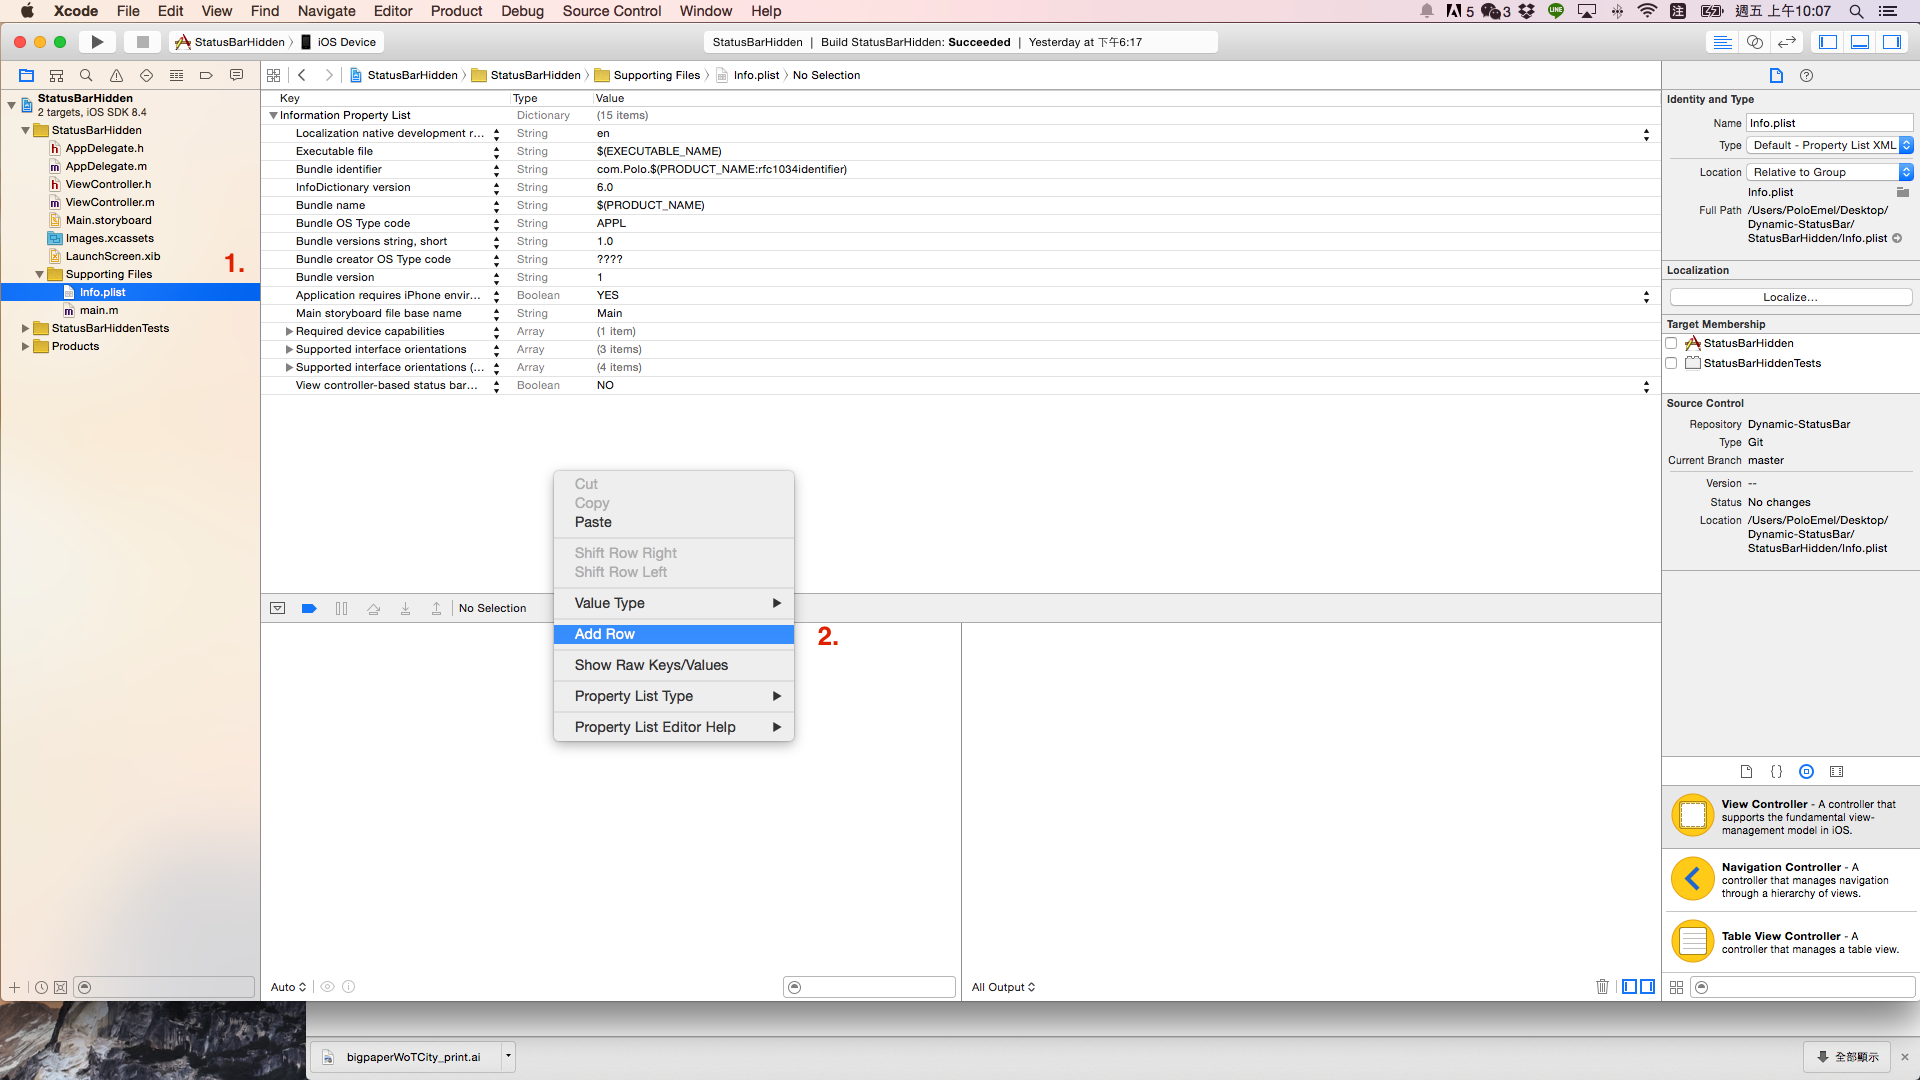 Xcode File Edit View Find Navigate Editor Product Debug Source Control Window Help 5 3 注 週五 上午10:07
StatusBarHidden 〉 iOS Device
StatusBarHidden | Build StatusBarHidden: Succeeded | Yesterday at 下午6:17
StatusBarHidden 〉 StatusBarHidden 〉 Supporting Files 〉 Info.plist 〉 No Selection
StatusBarHidden
2 targets, iOS SDK 8.4
StatusBarHidden
h AppDelegate.h
m AppDelegate.m
h ViewController.h
m ViewController.m
Main.storyboard
Images.xcassets
LaunchScreen.xib
Supporting Files
Info.plist
m main.m
StatusBarHiddenTests
Products
1.
Key Type Value
Information Property List Dictionary (15 items)
Localization native development r... String en
Executable file String $(EXECUTABLE_NAME)
Bundle identifier String com.Polo.$(PRODUCT_NAME:rfc1034identifier)
InfoDictionary version String 6.0
Bundle name String $(PRODUCT_NAME)
Bundle OS Type code String APPL
Bundle versions string, short String 1.0
Bundle creator OS Type code String ????
Bundle version String 1
Application requires iPhone envir... Boolean YES
Main storyboard file base name String Main
Required device capabilities Array (1 item)
Supported interface orientations Array (3 items)
Supported interface orientations (... Array (4 items)
View controller-based status bar... Boolean NO
Cut
Copy
Paste
Shift Row Right
Shift Row Left
Value Type
Add Row
Show Raw Keys/Values
Property List Type
Property List Editor Help
2.
No Selection
Auto
All Output
Identity and Type
Name Info.plist
Type Default - Property List XML
Location Relative to Group
Info.plist
Full Path /Users/PoloEmel/Desktop/
Dynamic-StatusBar/
StatusBarHidden/Info.plist
Localization
Localize...
Target Membership
StatusBarHidden
StatusBarHiddenTests
Source Control
Repository Dynamic-StatusBar
Type Git
Current Branch master
Version --
Status No changes
Location /Users/PoloEmel/Desktop/
Dynamic-StatusBar/
StatusBarHidden/Info.plist
{ }
View Controller - A controller that
supports the fundamental view-
management model in iOS.
Navigation Controller - A
controller that manages navigation
through a hierarchy of views.
Table View Controller - A
controller that manages a table view.
bigpaperWoTCity_print.ai
全部顯示